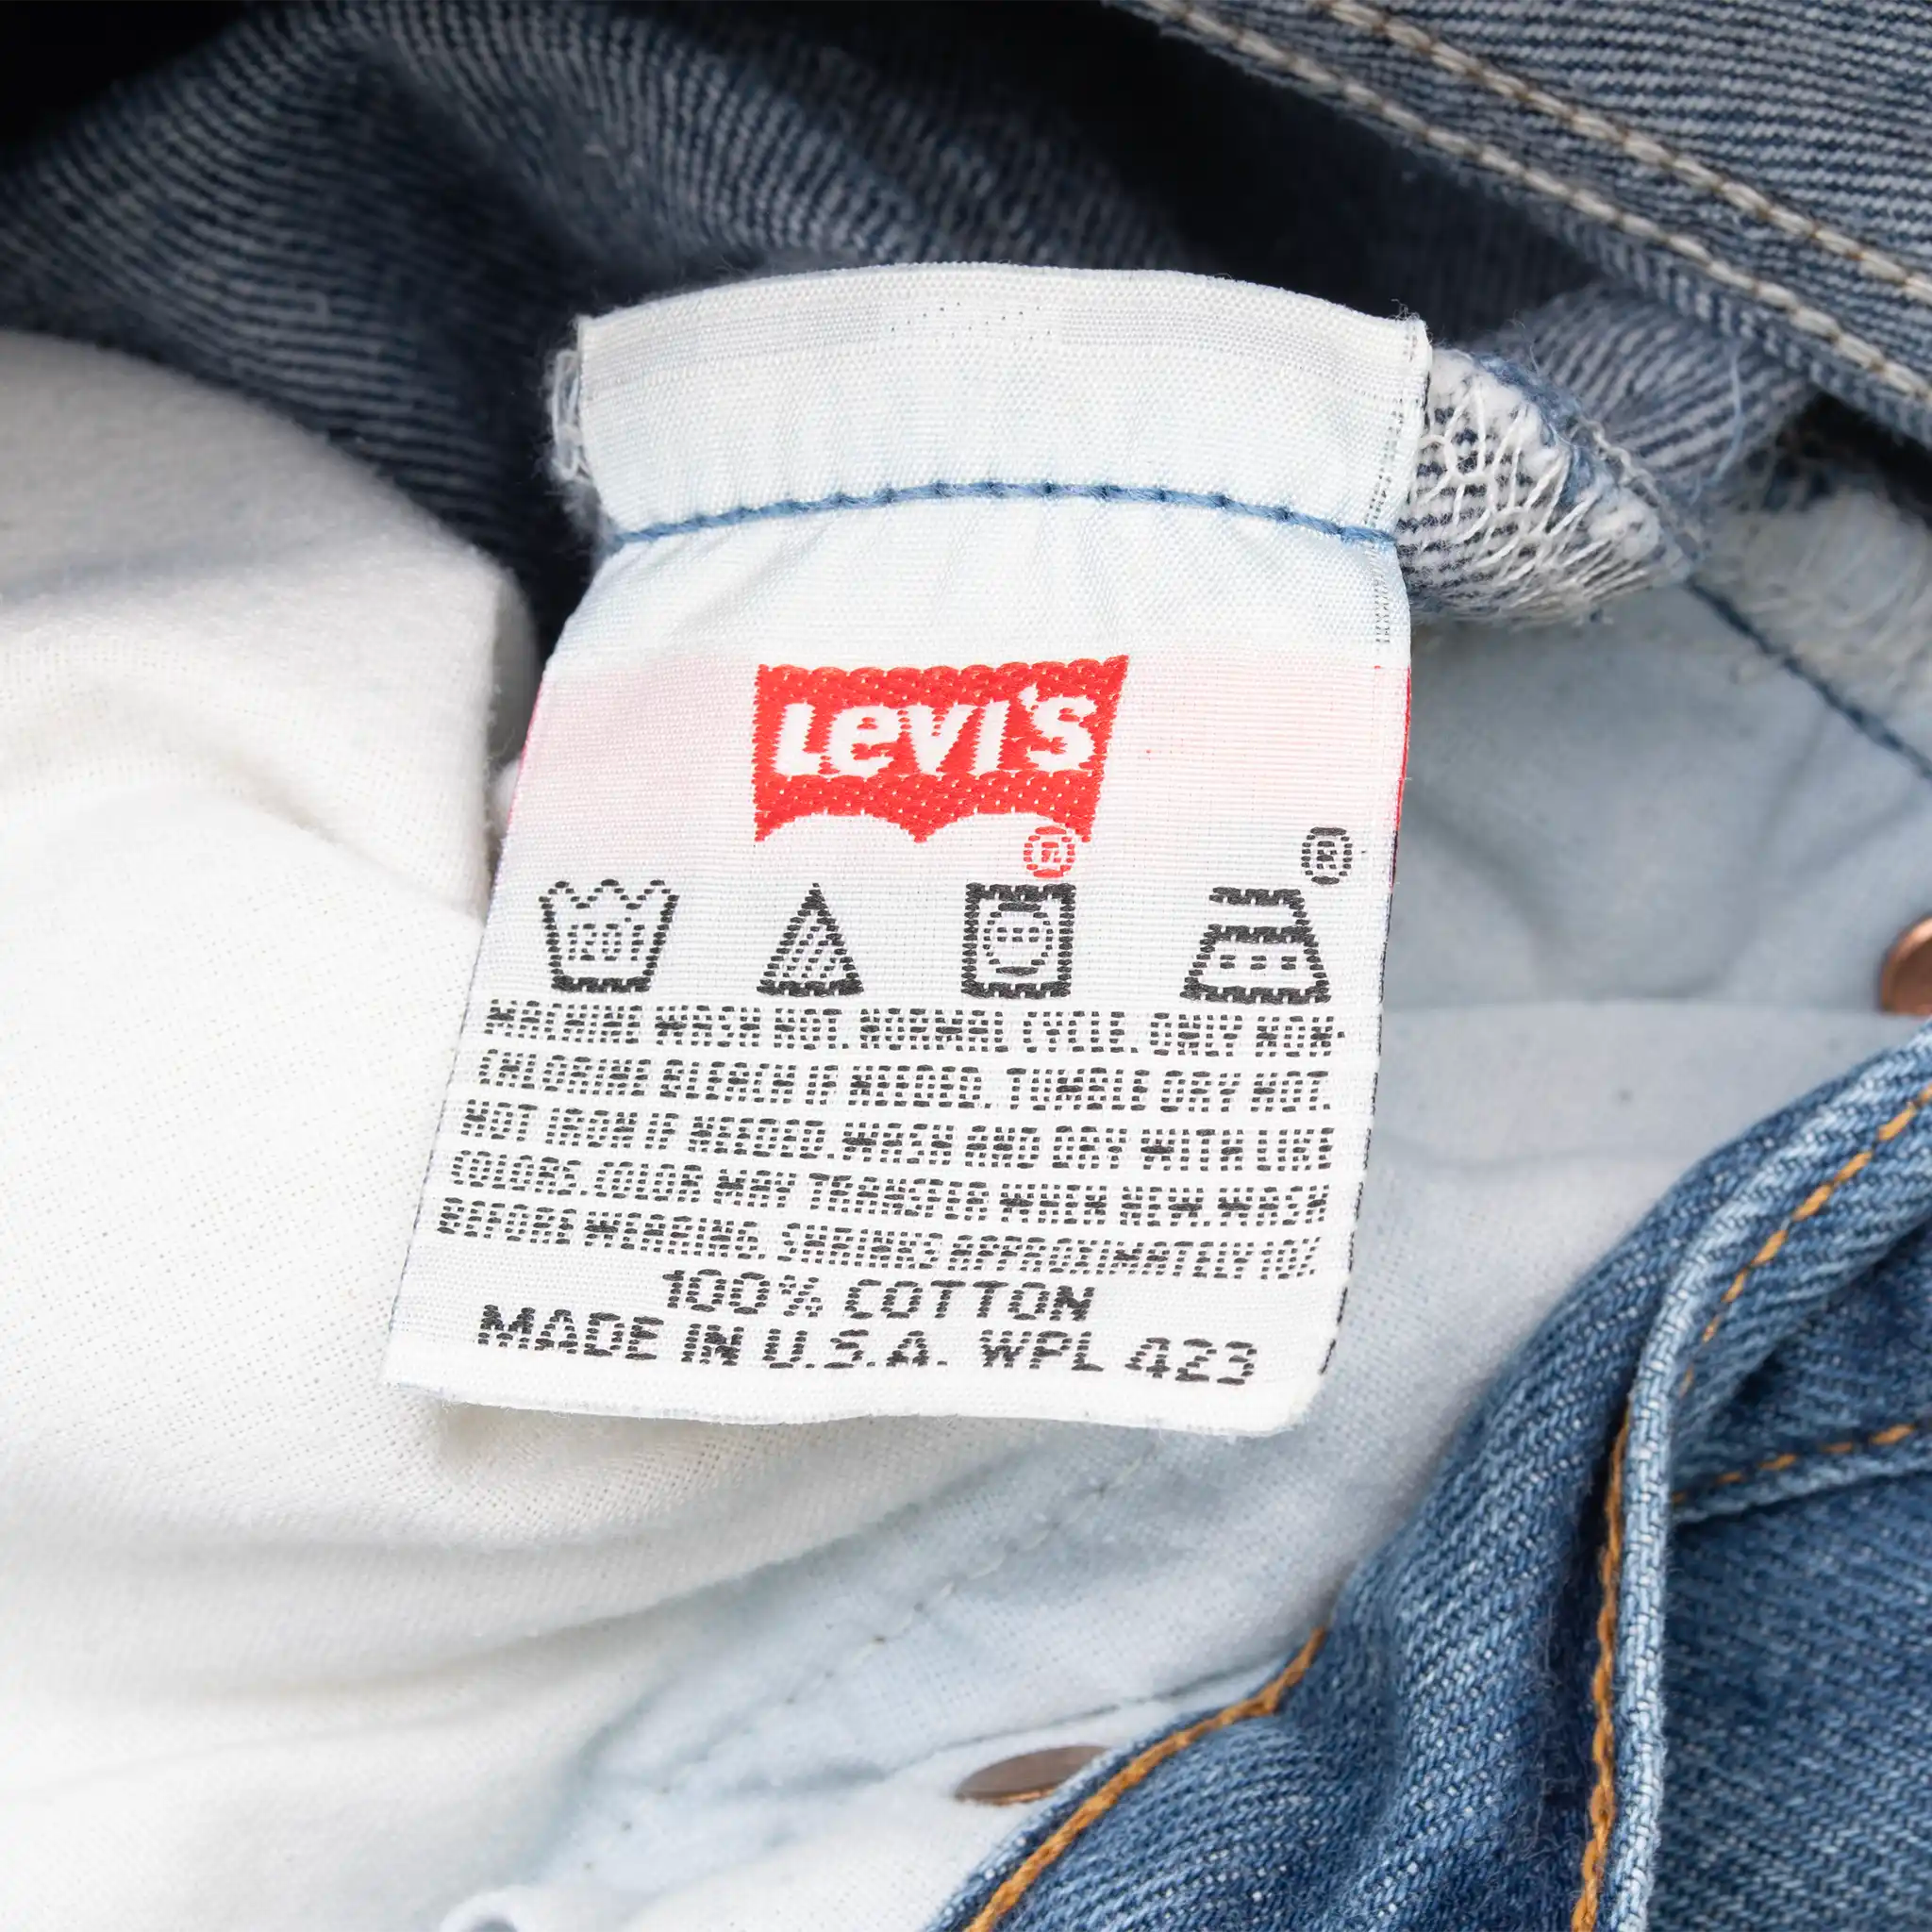 LEVI'S
®
®
120F
MACHINE WASH HOT NORMAL CYCLE. ONLY NON-
CHLORINE BLEACH IF NEEDED. TUMBLE DRY HOT.
HOT IRON IF NEEDED. WASH AND DRY WITH LIKE
COLORS. COLOR MAY TRANSFER WHEN NEW. WASH
BEFORE WEARING. SHRINKS APPROXIMATELY 10%
100% COTTON
MADE IN U.S.A. WPL 423